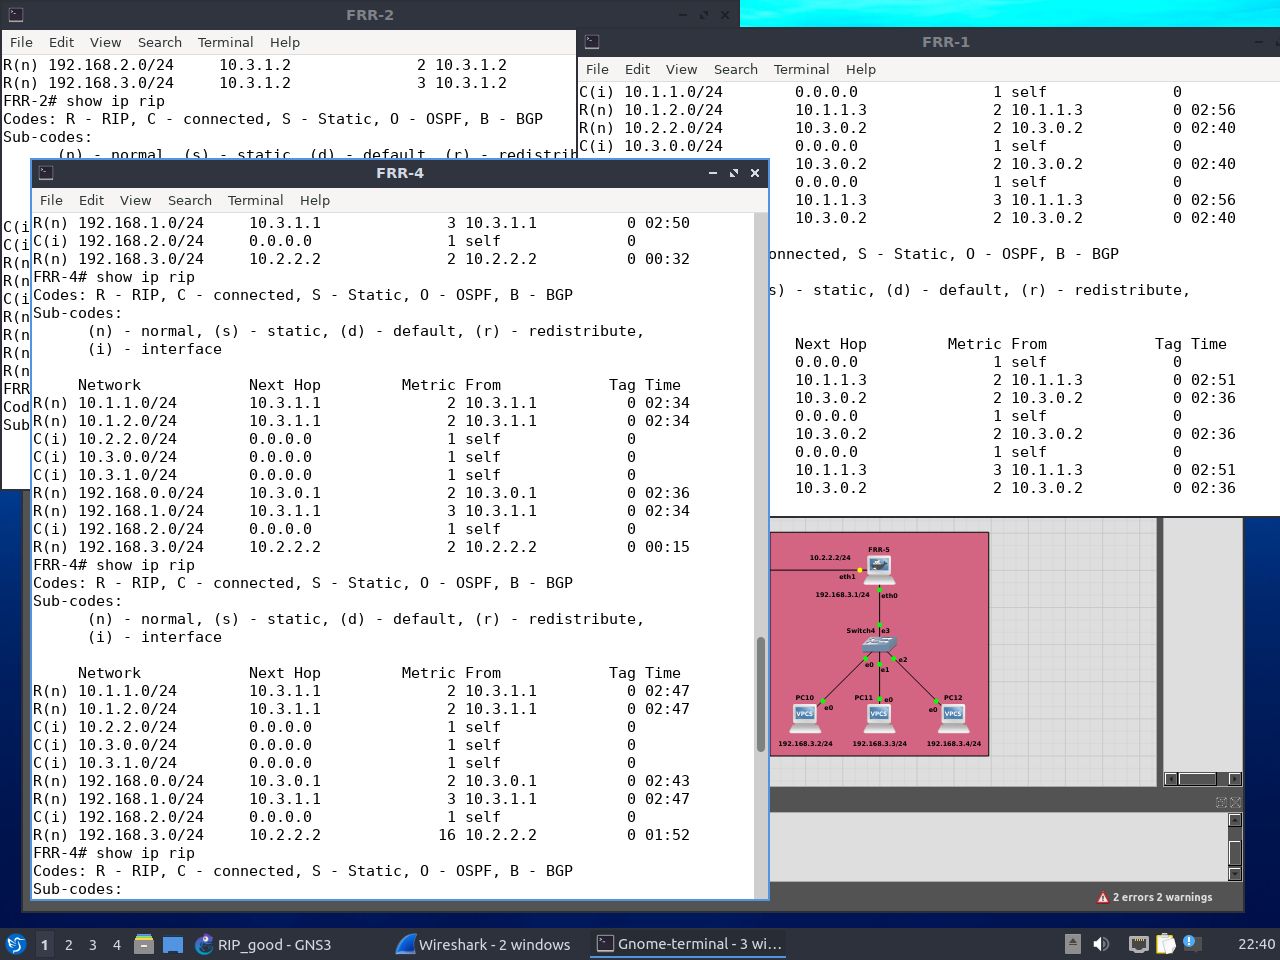 FRR-2
File Edit View Search Terminal Help
R(n) 192.168.2.0/24     10.3.1.2              2 10.3.1.2
R(n) 192.168.3.0/24     10.3.1.2              3 10.3.1.2
FRR-2# show ip rip
Codes: R - RIP, C - connected, S - Static, O - OSPF, B - BGP
Sub-codes:
(n) - normal, (s) - static, (d) - default, (r) - redistrib
C(i
C(i
R(n
R(n
C(i
R(n
R(n
R(n
R(n
FRR
Cod
Sub
FRR-1
File Edit View Search Terminal Help
C(i) 10.1.1.0/24        0.0.0.0               1 self              0
R(n) 10.1.2.0/24        10.1.1.3              2 10.1.1.3          0 02:56
R(n) 10.2.2.0/24        10.3.0.2              2 10.3.0.2          0 02:40
C(i) 10.3.0.0/24        0.0.0.0               1 self              0
10.3.0.2              2 10.3.0.2          0 02:40
0.0.0.0               1 self              0
10.1.1.3              3 10.1.1.3          0 02:56
10.3.0.2              2 10.3.0.2          0 02:40
onnected, S - Static, O - OSPF, B - BGP
s) - static, (d) - default, (r) - redistribute,
Next Hop         Metric From            Tag Time
0.0.0.0               1 self              0
10.1.1.3              2 10.1.1.3          0 02:51
10.3.0.2              2 10.3.0.2          0 02:36
0.0.0.0               1 self              0
10.3.0.2              2 10.3.0.2          0 02:36
0.0.0.0               1 self              0
10.1.1.3              3 10.1.1.3          0 02:51
10.3.0.2              2 10.3.0.2          0 02:36
FRR-4
File Edit View Search Terminal Help
R(n) 192.168.1.0/24     10.3.1.1              3 10.3.1.1          0 02:50
C(i) 192.168.2.0/24     0.0.0.0               1 self              0
R(n) 192.168.3.0/24     10.2.2.2              2 10.2.2.2          0 00:32
FRR-4# show ip rip
Codes: R - RIP, C - connected, S - Static, O - OSPF, B - BGP
Sub-codes:
(n) - normal, (s) - static, (d) - default, (r) - redistribute,
(i) - interface
Network            Next Hop         Metric From            Tag Time
R(n) 10.1.1.0/24        10.3.1.1              2 10.3.1.1          0 02:34
R(n) 10.1.2.0/24        10.3.1.1              2 10.3.1.1          0 02:34
C(i) 10.2.2.0/24        0.0.0.0               1 self              0
C(i) 10.3.0.0/24        0.0.0.0               1 self              0
C(i) 10.3.1.0/24        0.0.0.0               1 self              0
R(n) 192.168.0.0/24     10.3.0.1              2 10.3.0.1          0 02:36
R(n) 192.168.1.0/24     10.3.1.1              3 10.3.1.1          0 02:34
C(i) 192.168.2.0/24     0.0.0.0               1 self              0
R(n) 192.168.3.0/24     10.2.2.2              2 10.2.2.2          0 00:15
FRR-4# show ip rip
Codes: R - RIP, C - connected, S - Static, O - OSPF, B - BGP
Sub-codes:
(n) - normal, (s) - static, (d) - default, (r) - redistribute,
(i) - interface
Network            Next Hop         Metric From            Tag Time
R(n) 10.1.1.0/24        10.3.1.1              2 10.3.1.1          0 02:47
R(n) 10.1.2.0/24        10.3.1.1              2 10.3.1.1          0 02:47
C(i) 10.2.2.0/24        0.0.0.0               1 self              0
C(i) 10.3.0.0/24        0.0.0.0               1 self              0
C(i) 10.3.1.0/24        0.0.0.0               1 self              0
R(n) 192.168.0.0/24     10.3.0.1              2 10.3.0.1          0 02:43
R(n) 192.168.1.0/24     10.3.1.1              3 10.3.1.1          0 02:47
C(i) 192.168.2.0/24     0.0.0.0               1 self              0
R(n) 192.168.3.0/24     10.2.2.2             16 10.2.2.2          0 01:52
FRR-4# show ip rip
Codes: R - RIP, C - connected, S - Static, O - OSPF, B - BGP
Sub-codes:
FRR-5
10.2.2.2/24
eth1
192.168.3.1/24 eth0
Switch4 e3
e0 e1 e2
PC10 e0 PC11 e0 e0 PC12
VPCS VPCS VPCS
192.168.3.2/24 192.168.3.3/24 192.168.3.4/24
2 errors 2 warnings
1 2 3 4 RIP_good - GNS3 Wireshark - 2 windows Gnome-terminal - 3 wi... 22:40